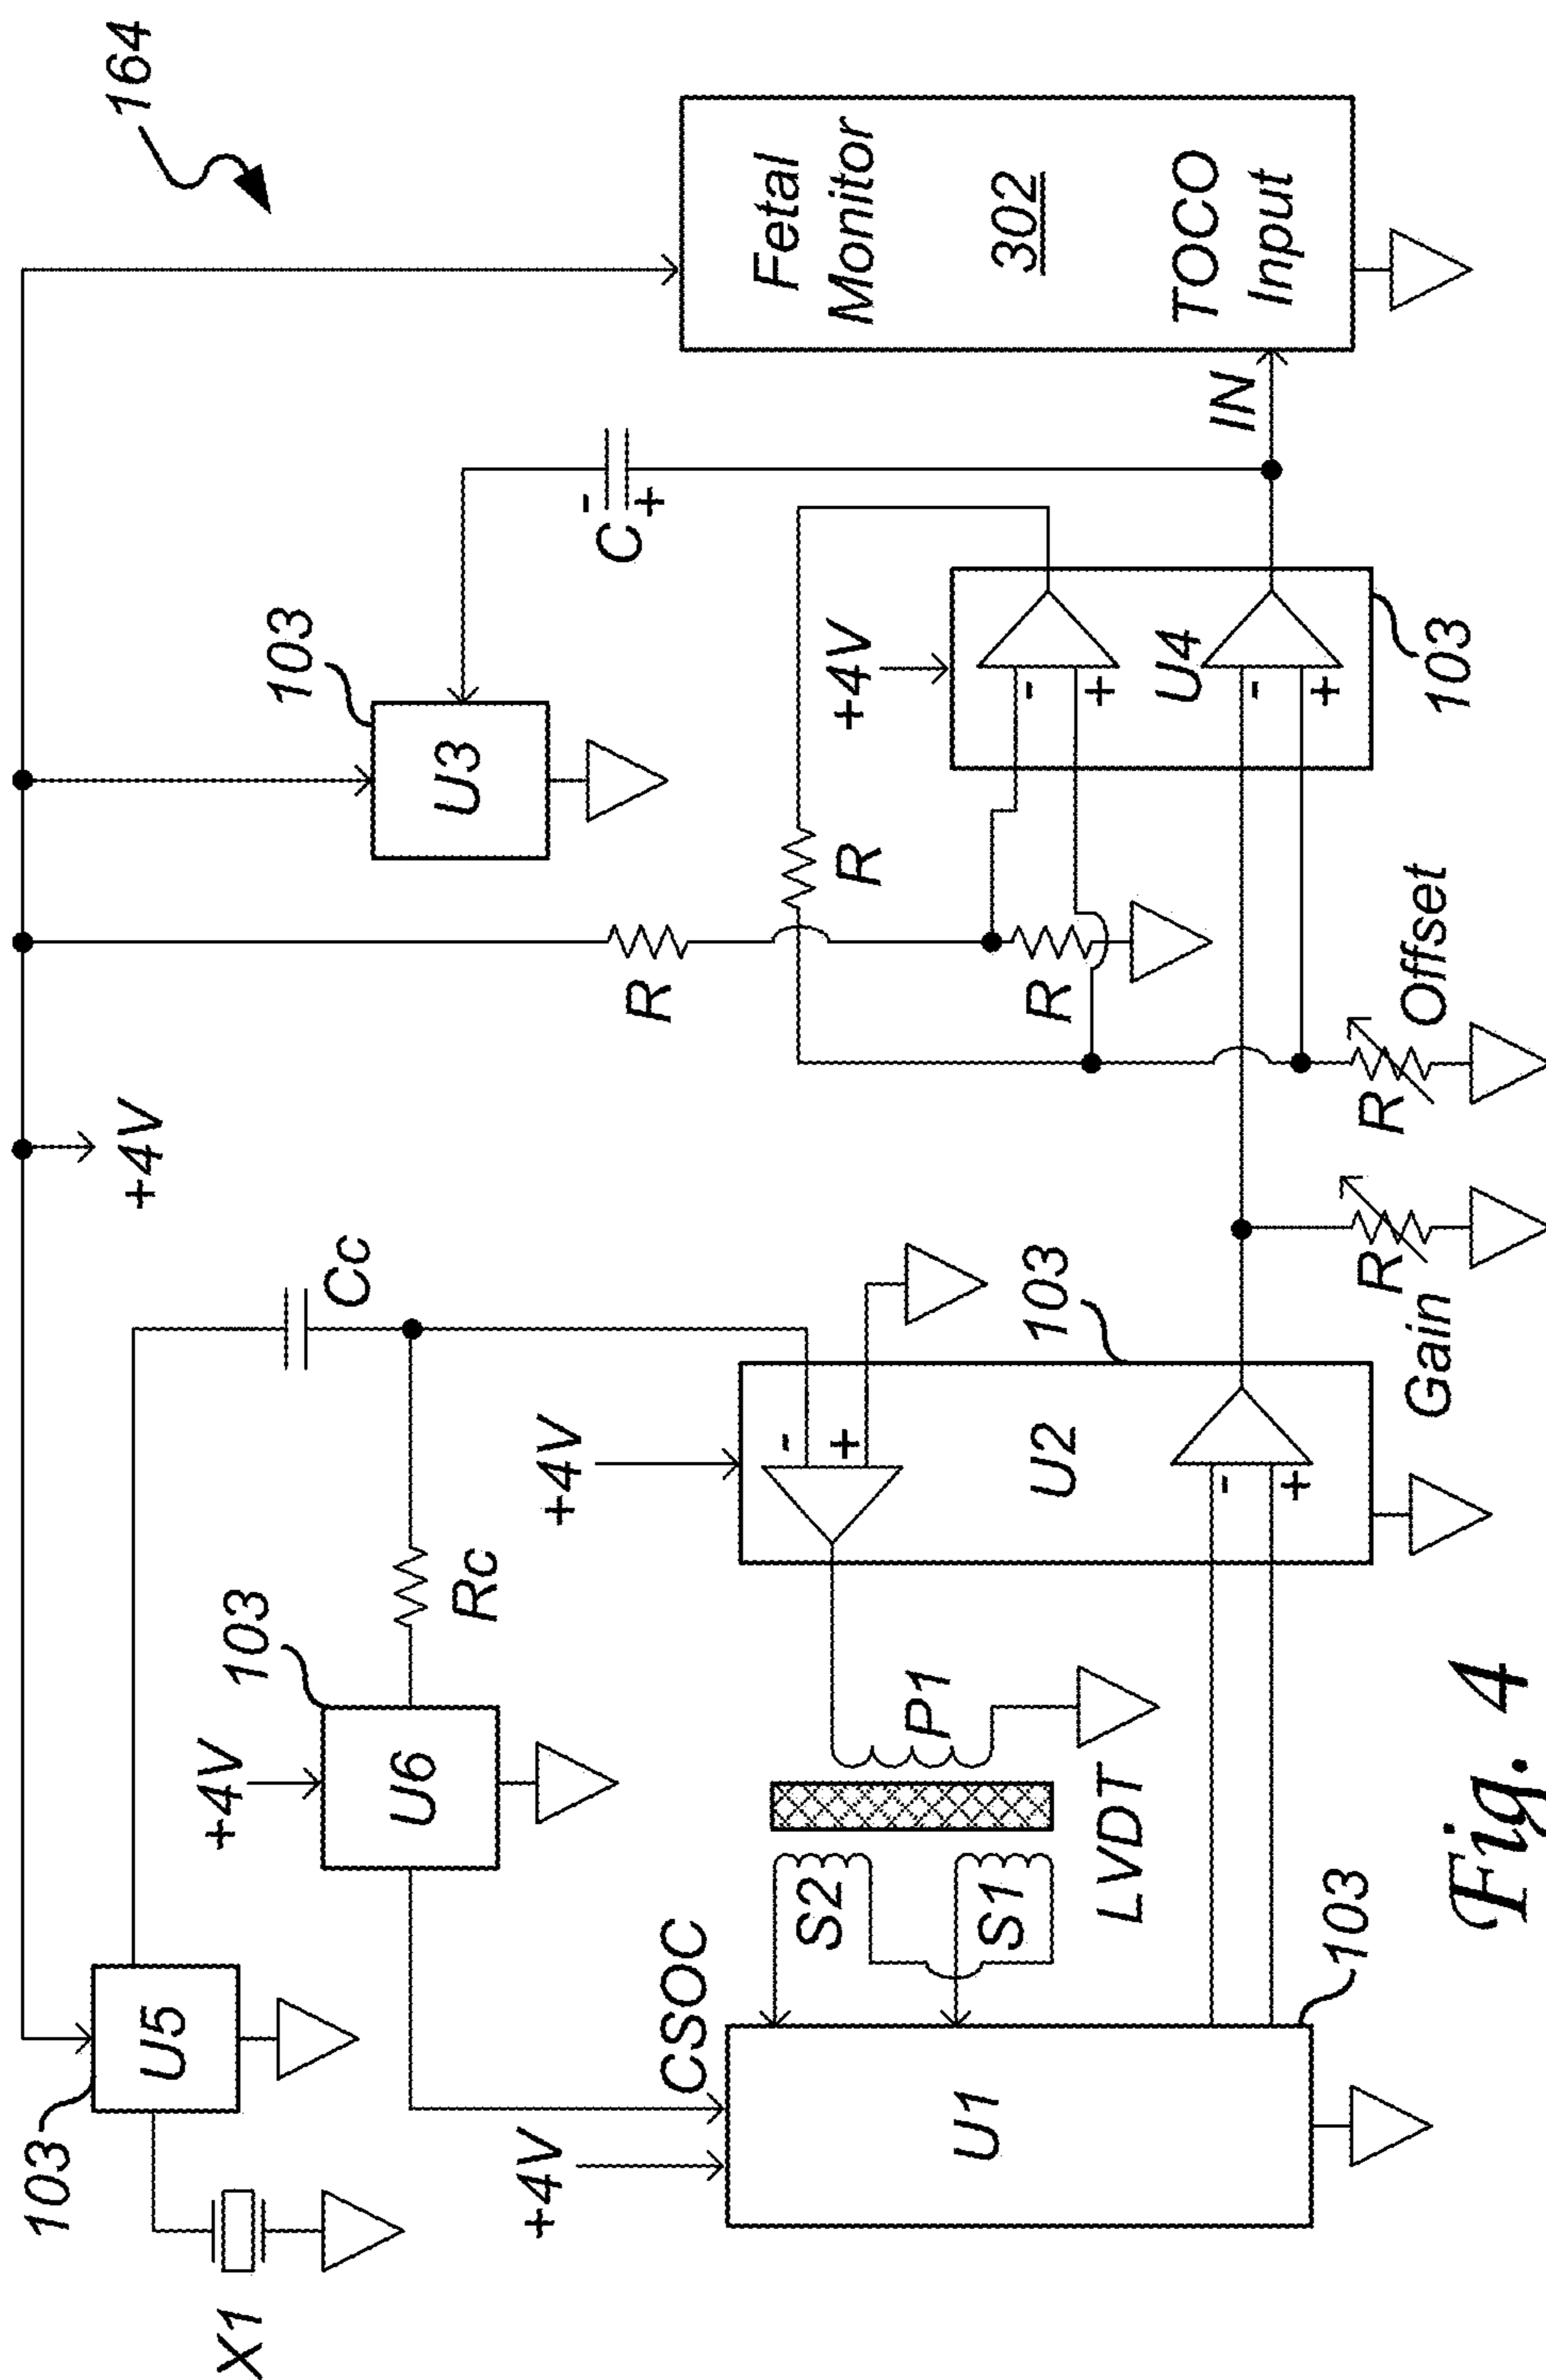 164
+4V
103
U5
103
X1
Cc
+4V
103
U6
Rc
+4V
CSOC
+4V
U1
103
S2
S1
P1
LVDT
-
+
U2
-
+
103
R
Gain
R
Offset
R
R
R
103
U3
-
C
+
+4V
-
+
U4
-
+
103
IN
Fetal
Monitor
302
TOCO
Input
Fig. 4